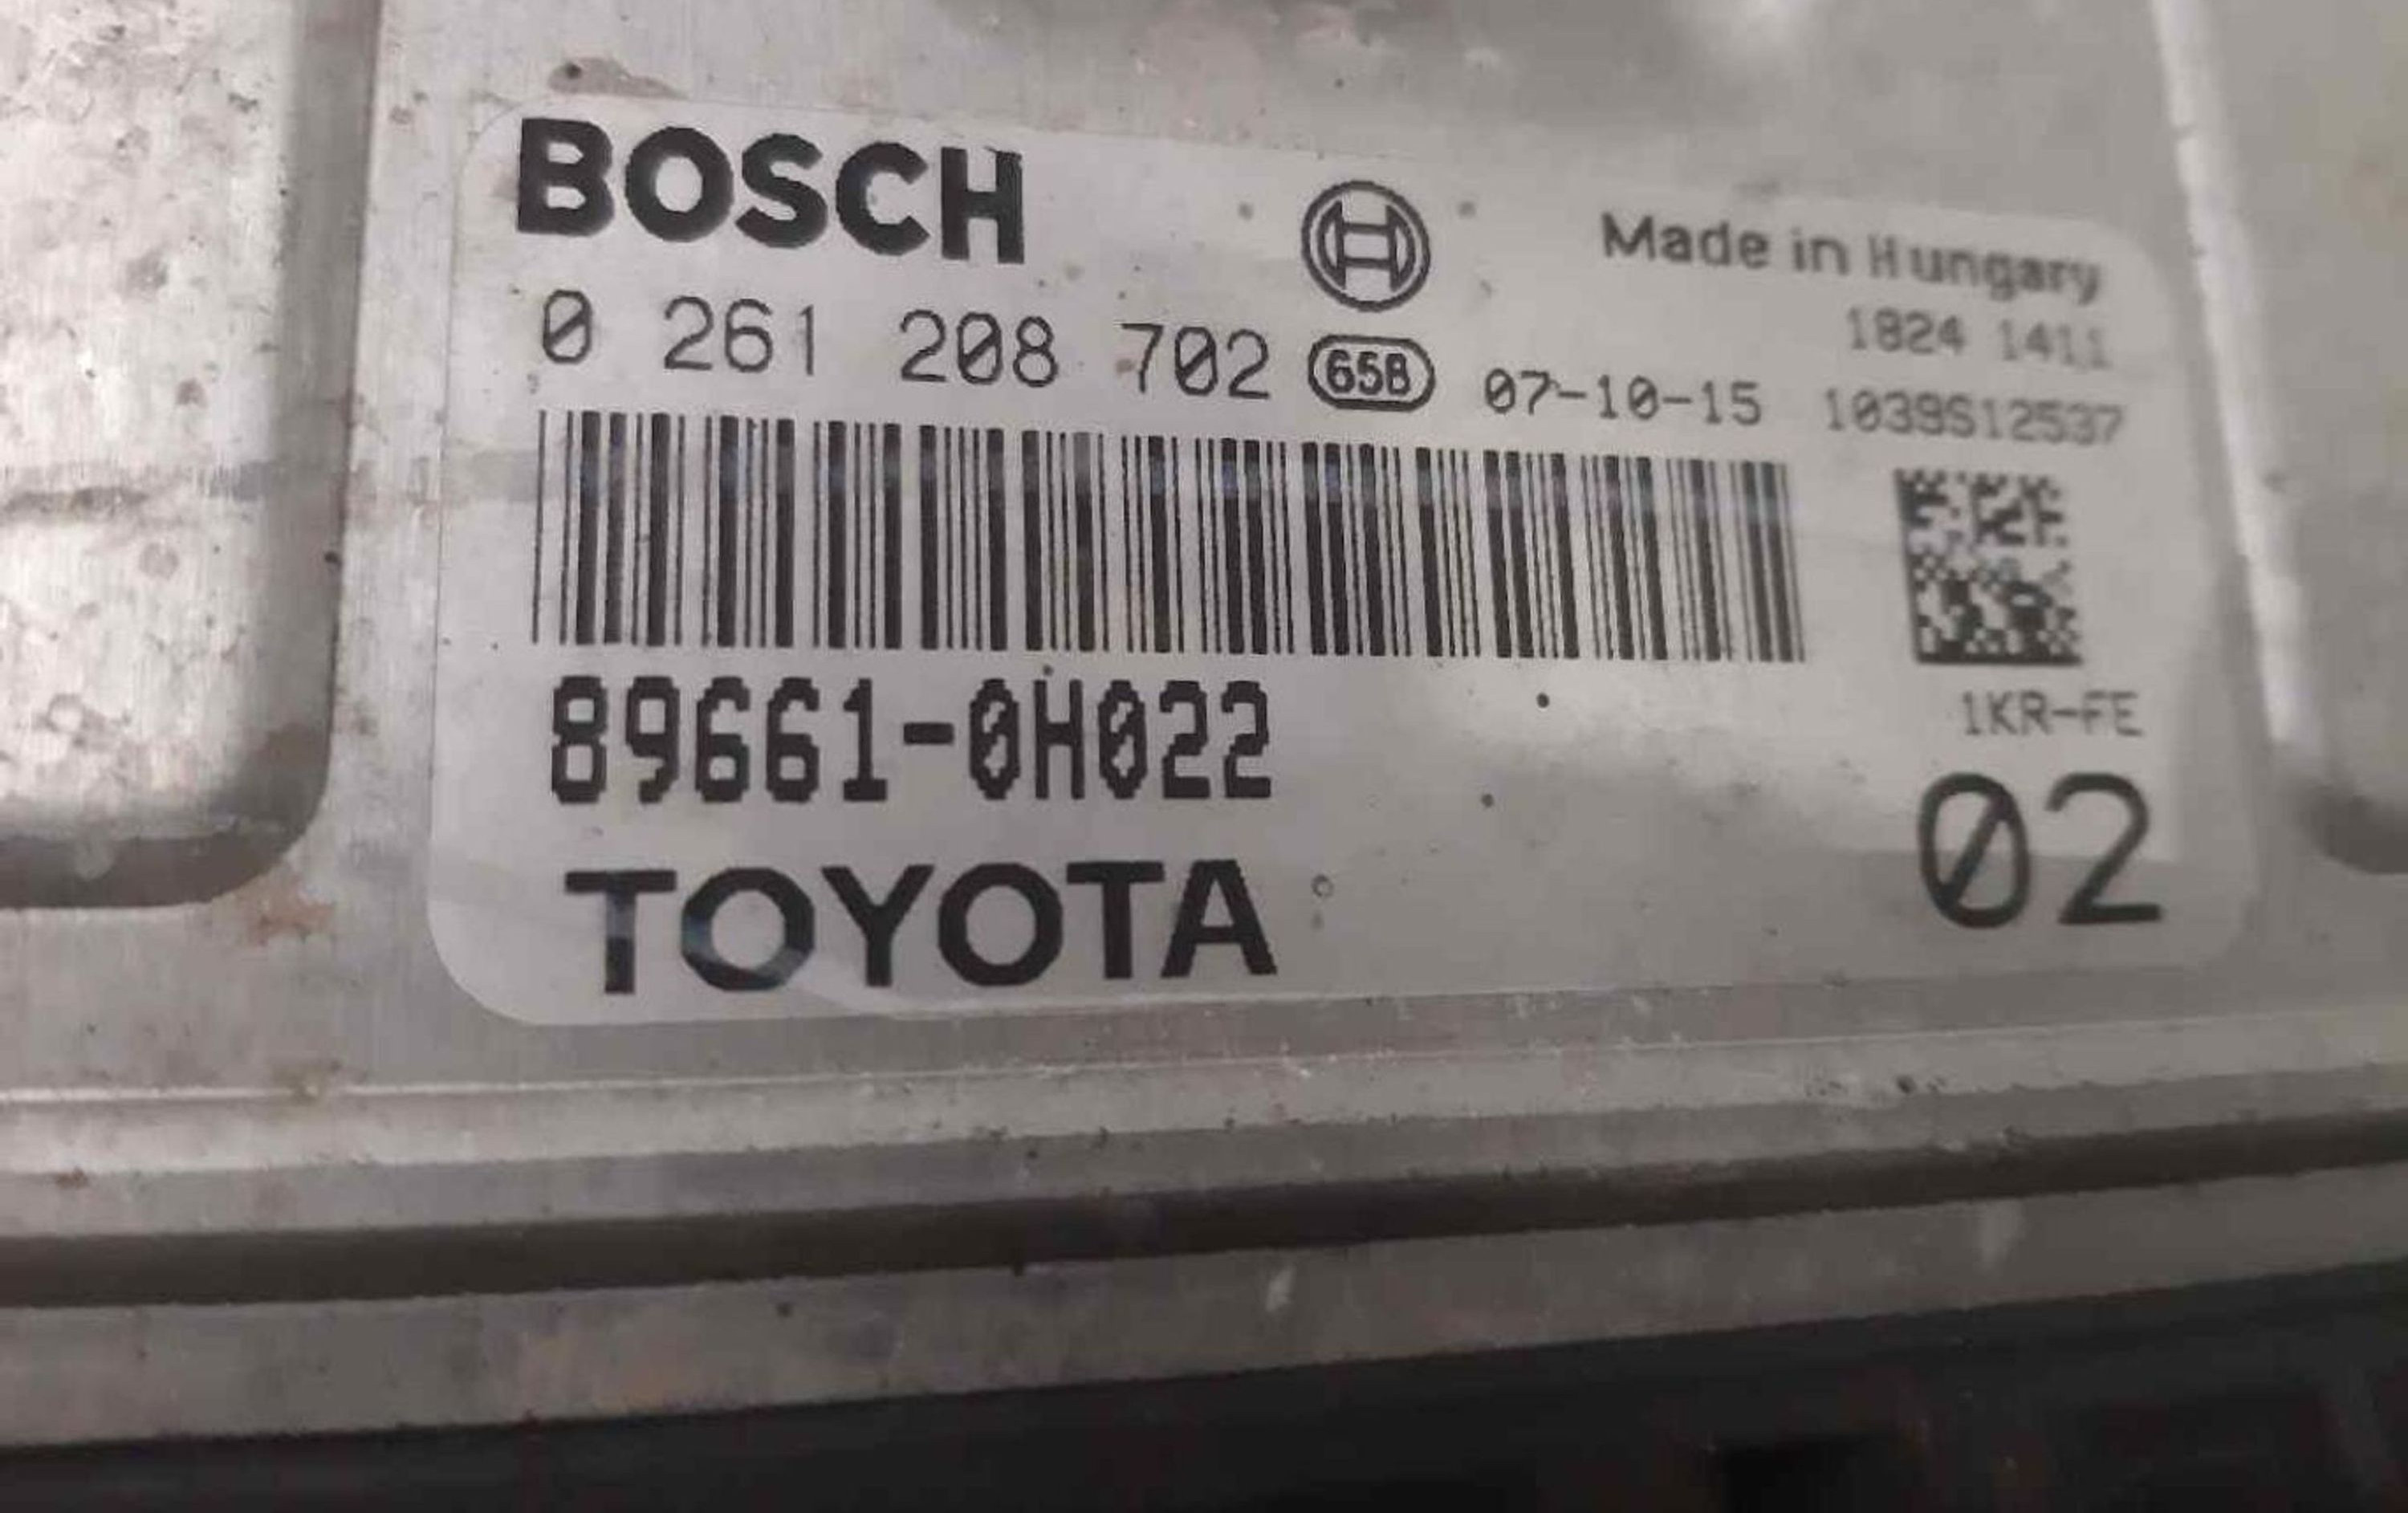 BOSCH
Made in Hungary
1824 1411
0 261 208 702 65B 07-10-15 1039S12537
89661-0H022
1KR-FE
TOYOTA
02